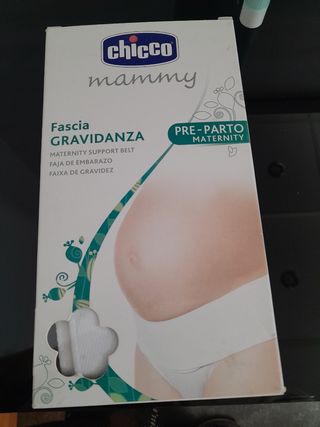 chicco
mammy
Fascia
GRAVIDANZA
MATERNITY SUPPORT BELT
FAJA DE EMBARAZO
FAIXA DE GRAVIDEZ
PRE-PARTO
MATERNITY